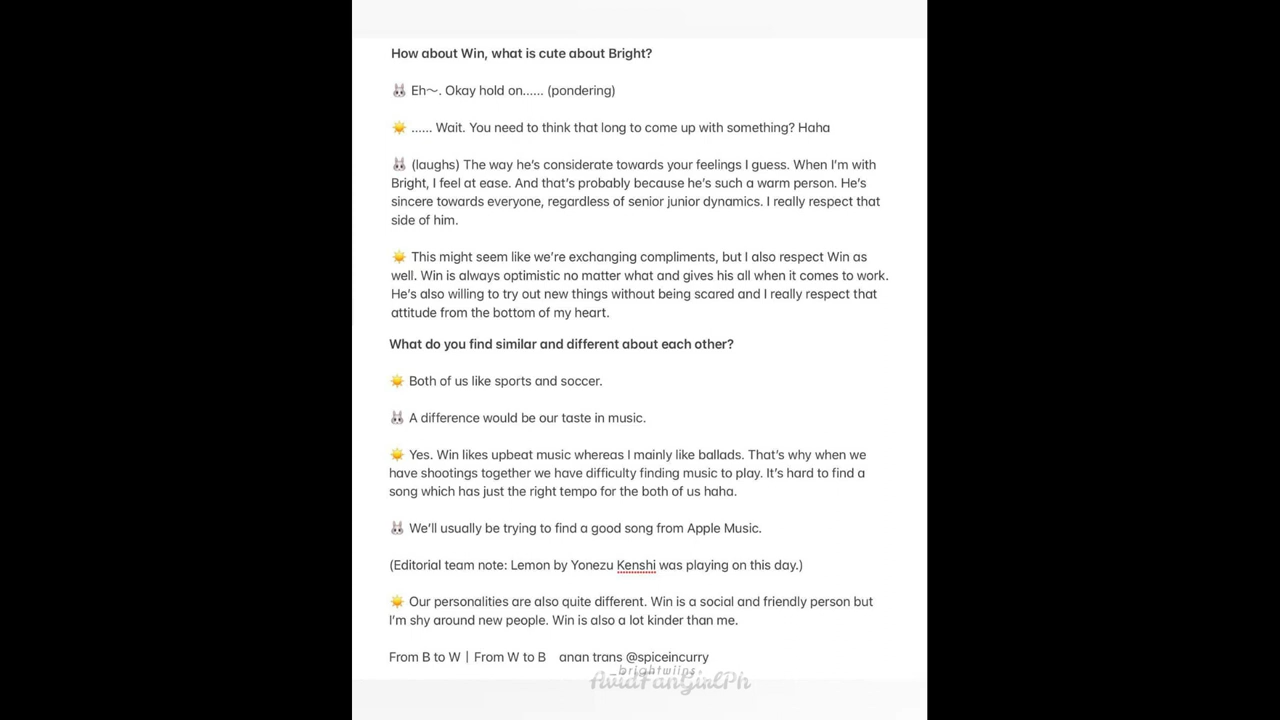 How about Win, what is cute about Bright?
🐰 Eh～. Okay hold on...... (pondering)
☀️ ...... Wait. You need to think that long to come up with something? Haha
🐰 (laughs) The way he's considerate towards your feelings I guess. When I'm with
Bright, I feel at ease. And that's probably because he's such a warm person. He's
sincere towards everyone, regardless of senior junior dynamics. I really respect that
side of him.
☀️ This might seem like we're exchanging compliments, but I also respect Win as
well. Win is always optimistic no matter what and gives his all when it comes to work.
He's also willing to try out new things without being scared and I really respect that
attitude from the bottom of my heart.
What do you find similar and different about each other?
☀️ Both of us like sports and soccer.
🐰 A difference would be our taste in music.
☀️ Yes. Win likes upbeat music whereas I mainly like ballads. That's why when we
have shootings together we have difficulty finding music to play. It's hard to find a
song which has just the right tempo for the both of us haha.
🐰 We'll usually be trying to find a good song from Apple Music.
(Editorial team note: Lemon by Yonezu Kenshi was playing on this day.)
☀️ Our personalities are also quite different. Win is a social and friendly person but
I'm shy around new people. Win is also a lot kinder than me.
From B to W | From W to B anan trans @spiceincurry
_brightwiins
AvidFanGirlPh